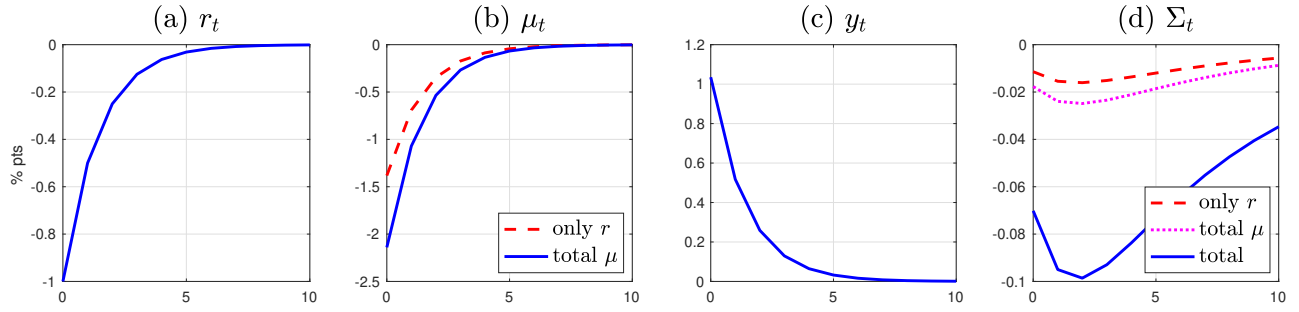 (a) r_t
% pts
0
-0.2
-0.4
-0.6
-0.8
-1
0 5 10
(b) μ_t
0
-0.5
-1
-1.5
-2
-2.5
0 5 10
only r
total μ
(c) y_t
1.2
1
0.8
0.6
0.4
0.2
0
0 5 10
(d) Σ_t
0
-0.02
-0.04
-0.06
-0.08
-0.1
0 5 10
only r
total μ
total